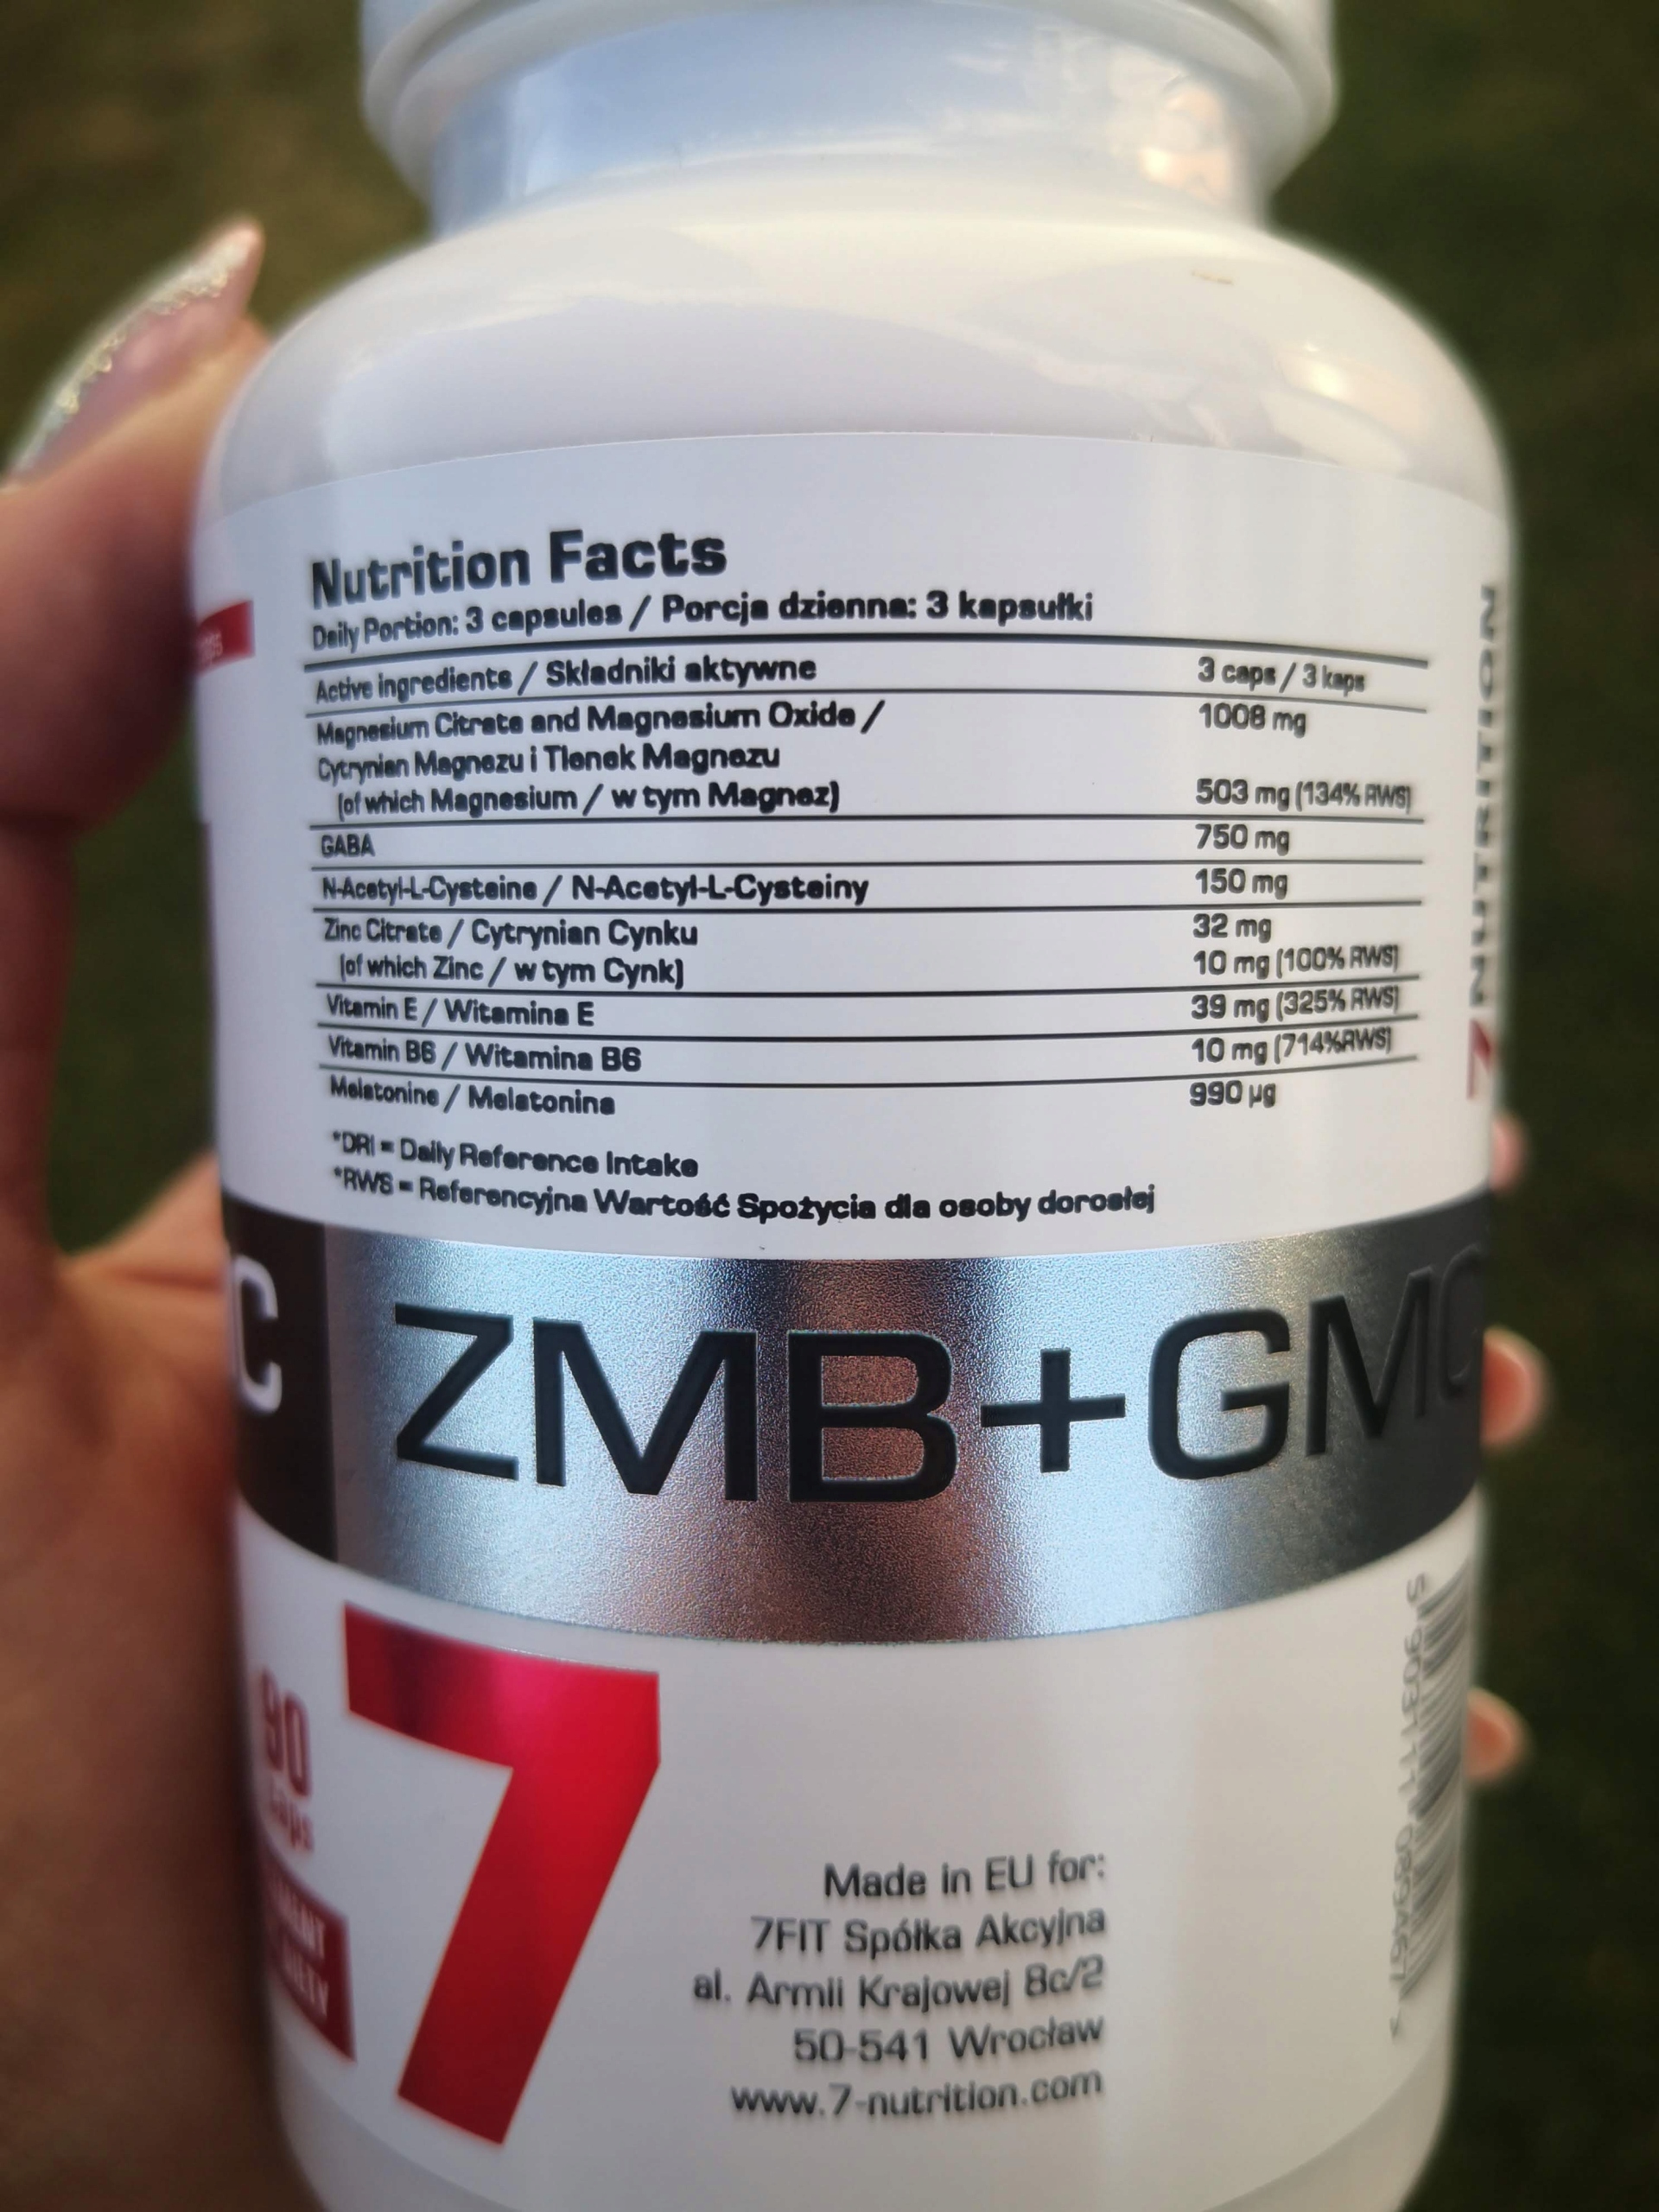 Nutrition Facts
Daily Portion: 3 capsules / Porcja dzienna: 3 kapsułki
Active ingredients / Składniki aktywne 3 caps / 3 kaps
Magnesium Citrate and Magnesium Oxide / 1008 mg
Cytrynian Magnezu i Tlenek Magnezu
(of which Magnesium / w tym Magnez) 503 mg (134% RWS)
GABA 750 mg
N-Acetyl-L-Cysteine / N-Acetyl-L-Cysteiny 150 mg
Zinc Citrate / Cytrynian Cynku 32 mg
(of which Zinc / w tym Cynk) 10 mg (100% RWS)
Vitamin E / Witamina E 39 mg (325% RWS)
Vitamin B6 / Witamina B6 10 mg (714%RWS)
Melatonine / Melatonina 990 µg
*DRI = Daily Reference Intake
*RWS = Referencyjna Wartość Spożycia dla osoby dorosłej
7NUTRITION
C
ZMB+GMC
90
caps
7
Made in EU for:
7FIT Spółka Akcyjna
al. Armii Krajowej 8c/2
50-541 Wrocław
www.7-nutrition.com